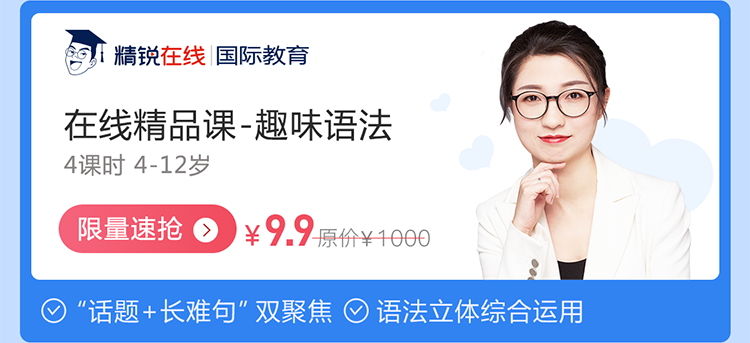 精锐在线|国际教育
在线精品课-趣味语法
4课时 4-12岁
限量速抢 ¥9.9 原价¥1000
“话题+长难句”双聚焦 语法立体综合运用